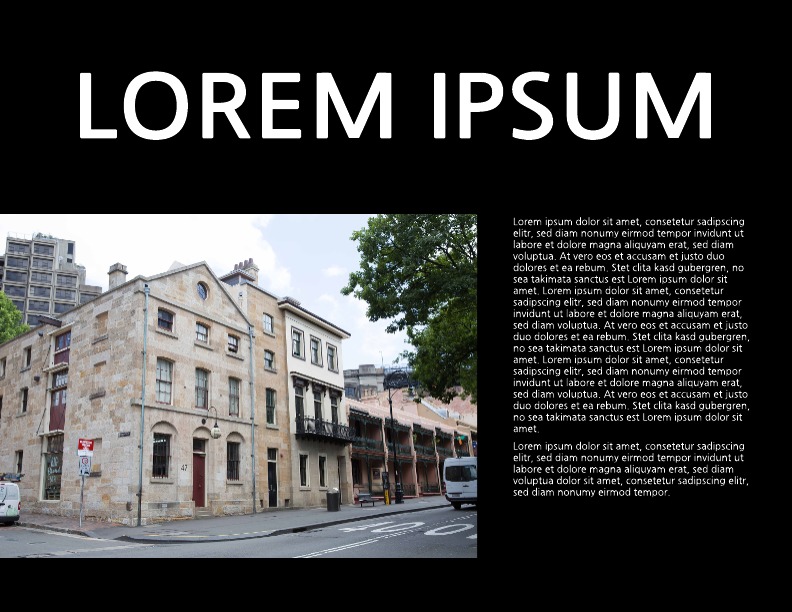 LOREM IPSUM
Lorem ipsum dolor sit amet, consetetur sadipscing
elitr, sed diam nonumy eirmod tempor invidunt ut
labore et dolore magna aliquyam erat, sed diam
voluptua. At vero eos et accusam et justo duo
dolores et ea rebum. Stet clita kasd gubergren, no
sea takimata sanctus est Lorem ipsum dolor sit
amet. Lorem ipsum dolor sit amet, consetetur
sadipscing elitr, sed diam nonumy eirmod tempor
invidunt ut labore et dolore magna aliquyam erat,
sed diam voluptua. At vero eos et accusam et justo
duo dolores et ea rebum. Stet clita kasd gubergren,
no sea takimata sanctus est Lorem ipsum dolor sit
amet. Lorem ipsum dolor sit amet, consetetur
sadipscing elitr, sed diam nonumy eirmod tempor
invidunt ut labore et dolore magna aliquyam erat,
sed diam voluptua. At vero eos et accusam et justo
duo dolores et ea rebum. Stet clita kasd gubergren,
no sea takimata sanctus est Lorem ipsum dolor sit
amet.
Lorem ipsum dolor sit amet, consetetur sadipscing
elitr, sed diam nonumy eirmod tempor invidunt ut
labore et dolore magna aliquyam erat, sed diam
voluptua dolor sit amet, consetetur sadipscing elitr,
sed diam nonumy eirmod tempor.
47